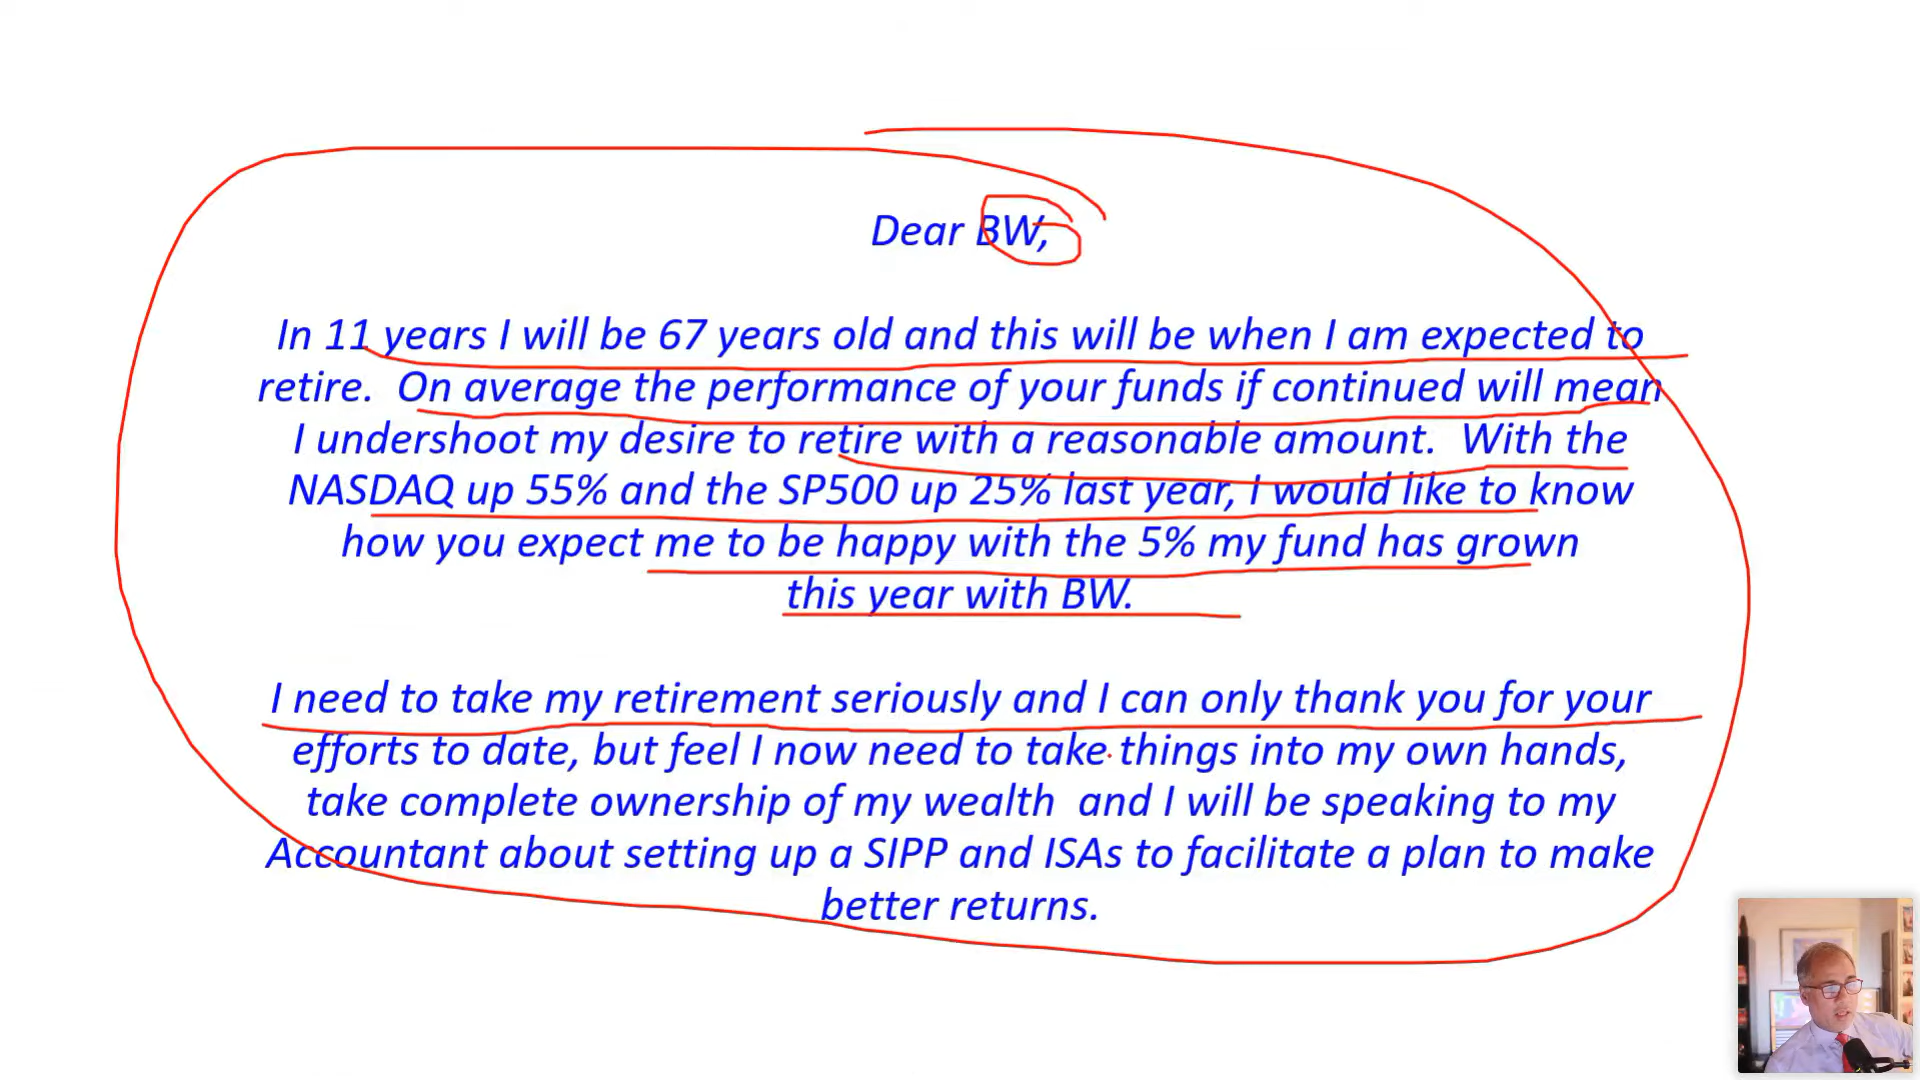 Dear BW,
In 11 years I will be 67 years old and this will be when I am expected to
retire.  On average the performance of your funds if continued will mean
I undershoot my desire to retire with a reasonable amount.  With the
NASDAQ up 55% and the SP500 up 25% last year, I would like to know
how you expect me to be happy with the 5% my fund has grown
this year with BW.
I need to take my retirement seriously and I can only thank you for your
efforts to date, but feel I now need to take things into my own hands,
take complete ownership of my wealth  and I will be speaking to my
Accountant about setting up a SIPP and ISAs to facilitate a plan to make
better returns.